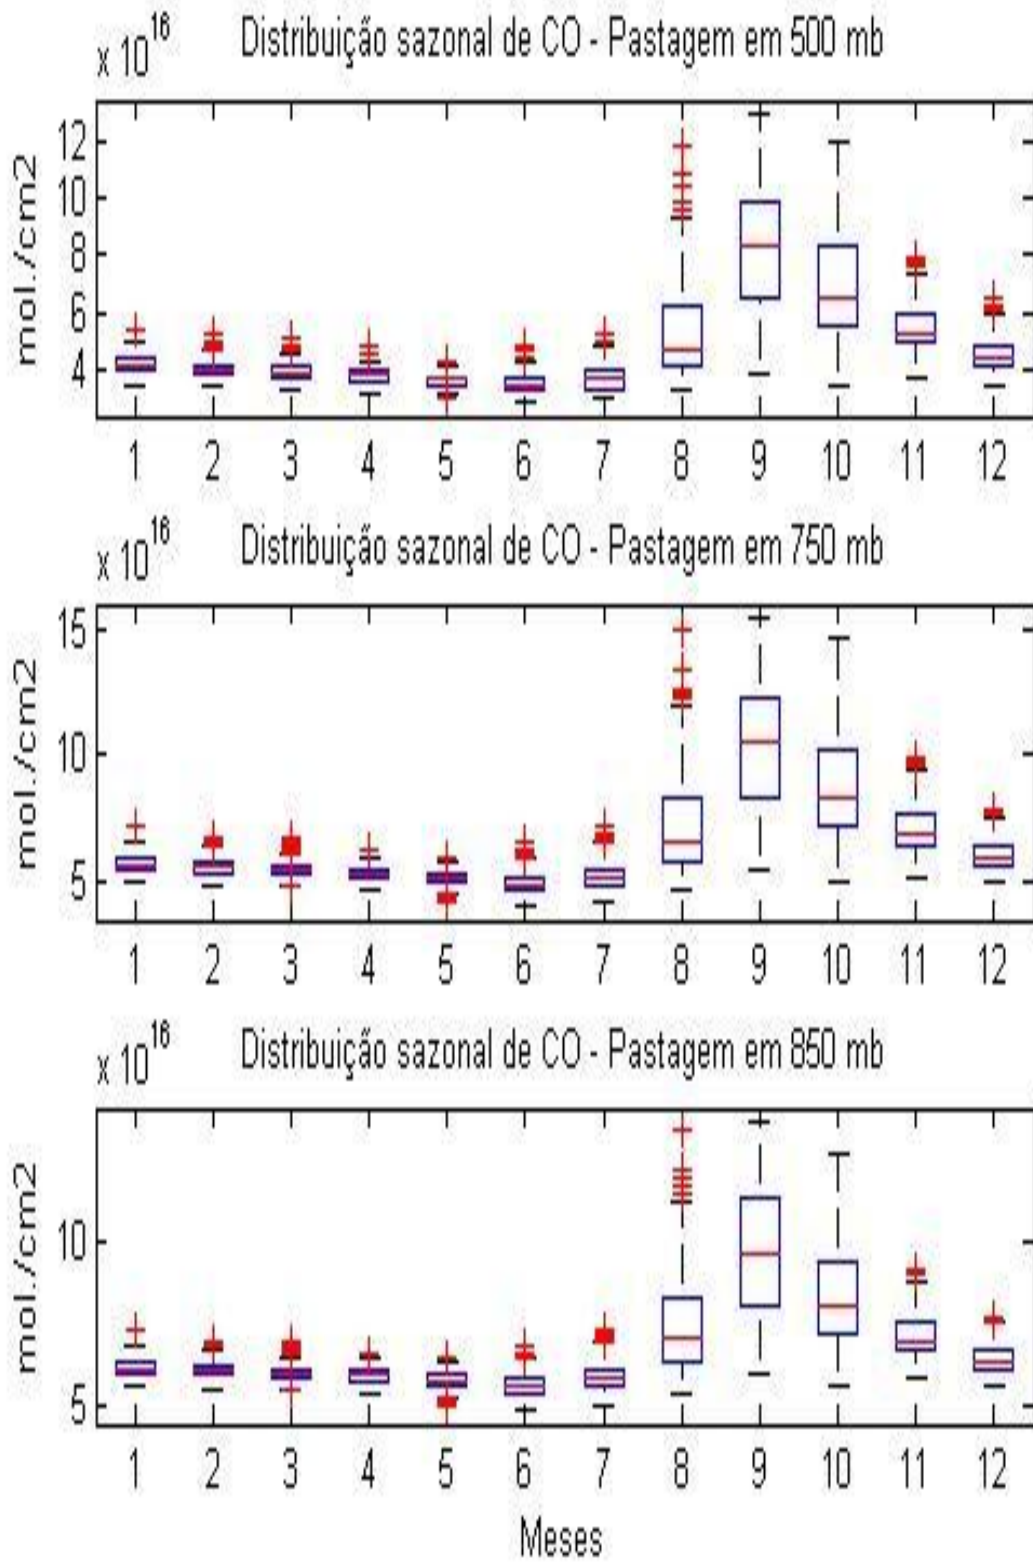 x 10^16
Distribuição sazonal de CO - Pastagem em 500 mb
mol./cm2
12
10
8
6
4
1 2 3 4 5 6 7 8 9 10 11 12
x 10^16
Distribuição sazonal de CO - Pastagem em 750 mb
mol./cm2
15
10
5
1 2 3 4 5 6 7 8 9 10 11 12
x 10^16
Distribuição sazonal de CO - Pastagem em 850 mb
mol./cm2
10
5
1 2 3 4 5 6 7 8 9 10 11 12
Meses